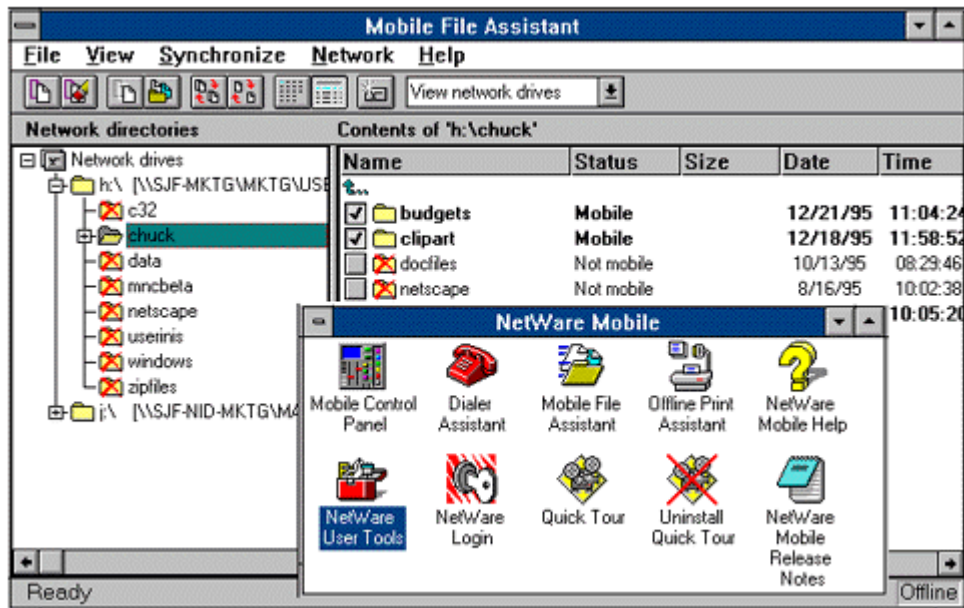 Mobile File Assistant
File View Synchronize Network Help
View network drives
Network directories
Contents of 'h:\chuck'
Network drives
h:\ [\\SJF-MKTG\MKTG\USE
c32
chuck
data
mncbeta
netscape
userinis
windows
zipfiles
j:\ [\\SJF-NID-MKTG\MA
Name Status Size Date Time
budgets Mobile 12/21/95 11:04:24
clipart Mobile 12/18/95 11:58:52
docfiles Not mobile 10/13/95 08:29:46
netscape Not mobile 8/16/95 10:02:38
10:05:20
NetWare Mobile
Mobile Control
Panel
Dialer
Assistant
Mobile File
Assistant
Offline Print
Assistant
NetWare
Mobile Help
NetWare
User Tools
NetWare
Login
Quick Tour
Uninstall
Quick Tour
NetWare
Mobile
Release
Notes
Ready
Offline